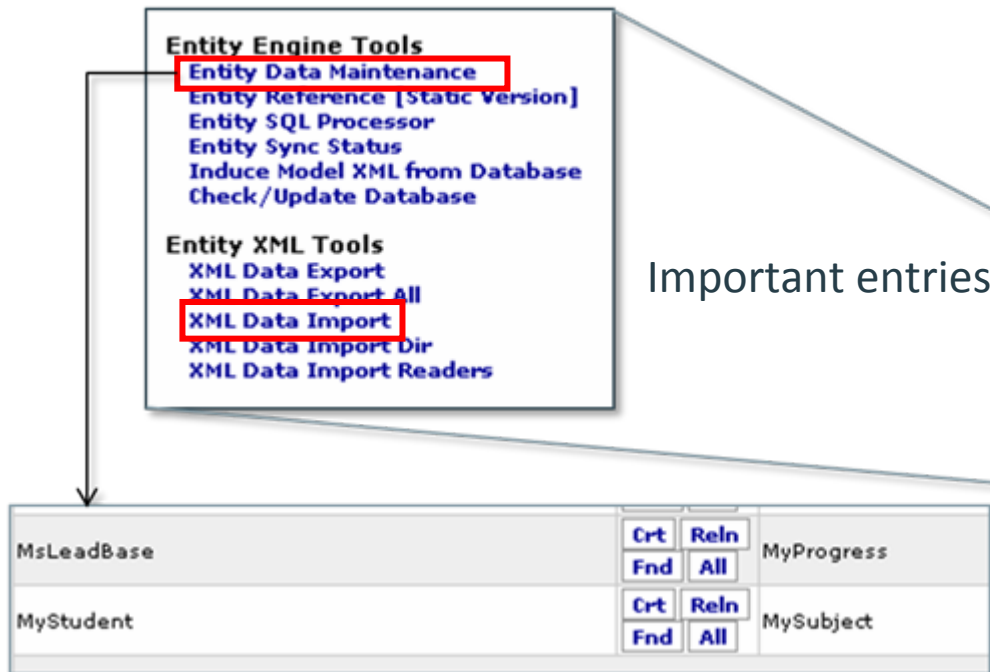 Entity Engine Tools
Entity Data Maintenance
Entity Reference [Static Version]
Entity SQL Processor
Entity Sync Status
Induce Model XML from Database
Check/Update Database
Entity XML Tools
XML Data Export
XML Data Export All
XML Data Import
XML Data Import Dir
XML Data Import Readers
Important entries
MsLeadBase
Crt Reln
Fnd All
MyProgress
MyStudent
Crt Reln
Fnd All
MySubject